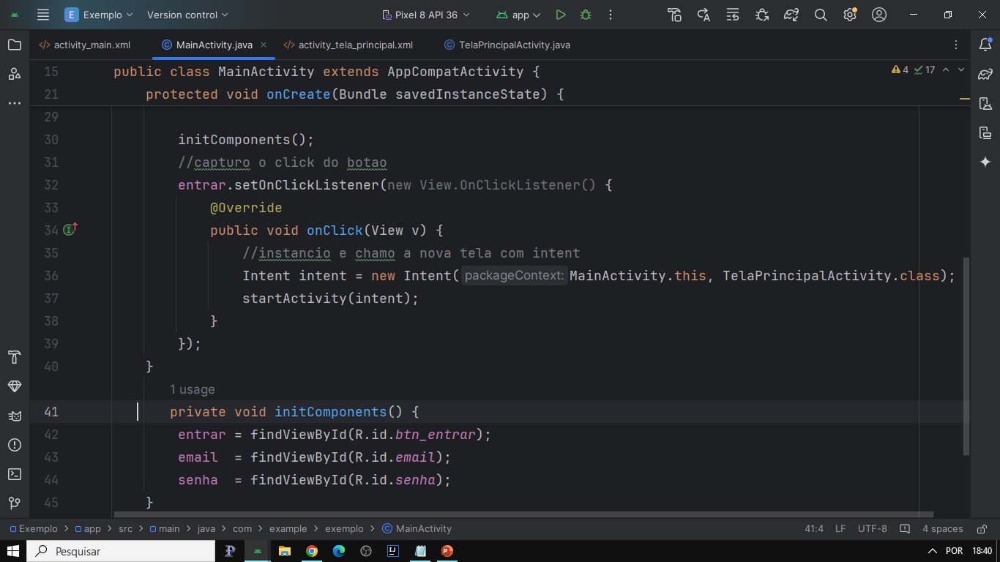 E Exemplo Version control Pixel 8 API 36 app
activity_main.xml MainActivity.java activity_tela_principal.xml TelaPrincipalActivity.java
15 public class MainActivity extends AppCompatActivity { 4 17
21 protected void onCreate(Bundle savedInstanceState) {
29
30 initComponents();
31 //capturo o click do botao
32 entrar.setOnClickListener(new View.OnClickListener() {
33 @Override
34 public void onClick(View v) {
35 //instancio e chamo a nova tela com intent
36 Intent intent = new Intent( packageContext: MainActivity.this, TelaPrincipalActivity.class);
37 startActivity(intent);
38 }
39 });
40 }
1 usage
41 private void initComponents() {
42 entrar = findViewById(R.id.btn_entrar);
43 email = findViewById(R.id.email);
44 senha = findViewById(R.id.senha);
45 }
Exemplo > app > src > main > java > com > example > exemplo > MainActivity 41:4 LF UTF-8 4 spaces
Pesquisar POR 18:40